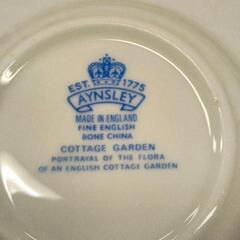 EST. 1775
AYNSLEY
MADE IN ENGLAND
FINE ENGLISH
BONE CHINA
COTTAGE GARDEN
PORTRAYAL OF THE FLORA
OF AN ENGLISH COTTAGE GARDEN